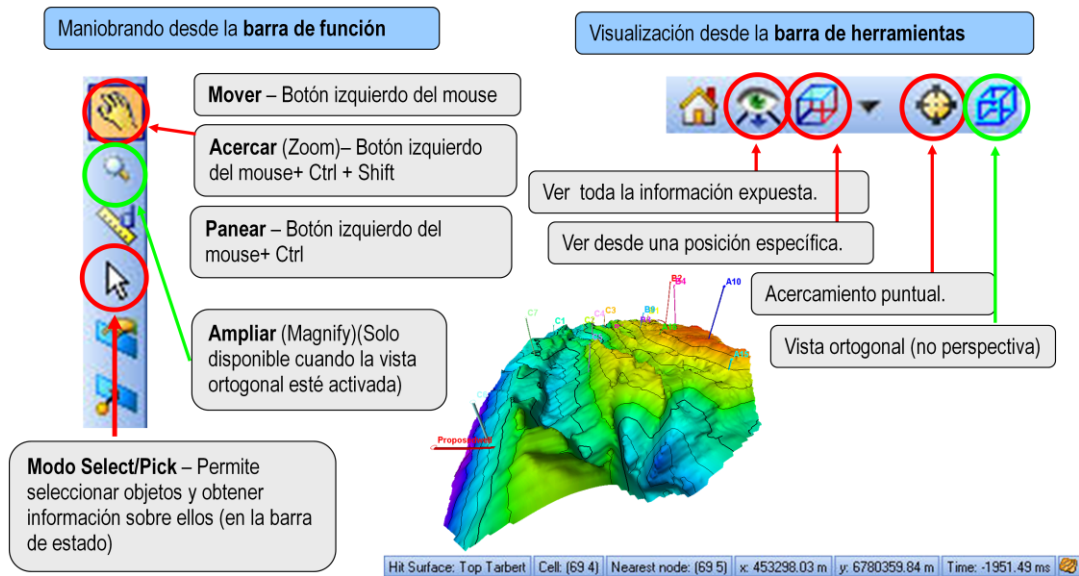 Maniobrando desde la barra de función
Visualización desde la barra de herramientas
Mover – Botón izquierdo del mouse
Acercar (Zoom)– Botón izquierdo
del mouse+ Ctrl + Shift
Panear – Botón izquierdo del
mouse+ Ctrl
Ampliar (Magnify)(Solo
disponible cuando la vista
ortogonal esté activada)
Modo Select/Pick – Permite
seleccionar objetos y obtener
información sobre ellos (en la barra
de estado)
Ver toda la información expuesta.
Ver desde una posición específica.
Acercamiento puntual.
Vista ortogonal (no perspectiva)
B2
B4
A10
C7
C1
C2
C4
C3
B9
B8
Hit Surface: Top Tarbert Cell: (69 4) Nearest node: (69 5) x: 453298.03 m y: 6780359.84 m Time: -1951.49 ms